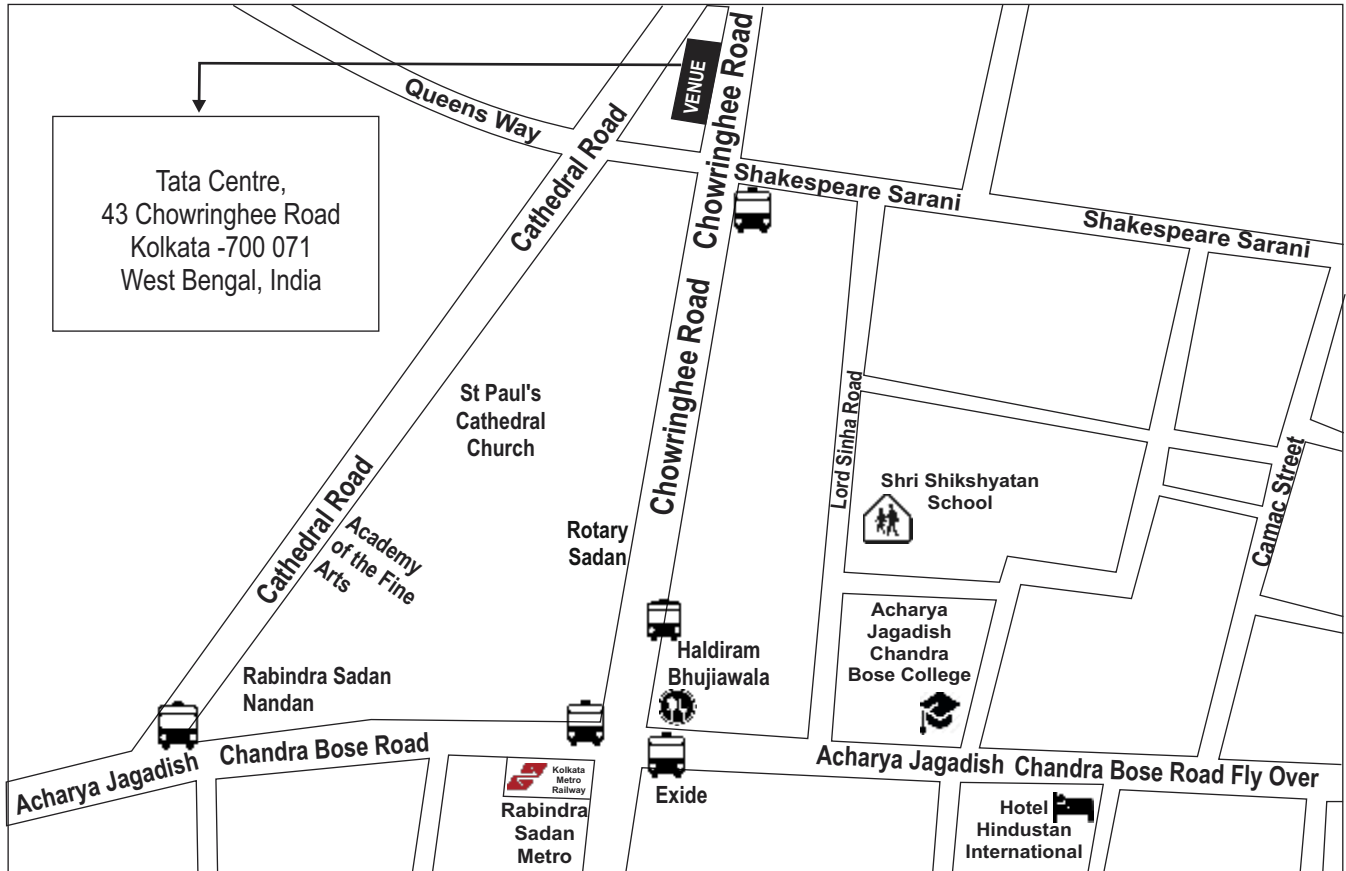 VENUE
Chowringhee Road
Queens Way
Cathedral Road
Tata Centre,
43 Chowringhee Road
Kolkata -700 071
West Bengal, India
Shakespeare Sarani
Shakespeare Sarani
Chowringhee Road
St Paul's
Cathedral
Church
Lord Sinha Road
Camac Street
Shri Shikshyatan
School
Cathedral Road
Academy
of the Fine
Arts
Rotary
Sadan
Acharya
Jagadish
Chandra
Bose College
Haldiram
Bhujiawala
Rabindra Sadan
Nandan
Acharya Jagadish
Chandra Bose Road
Kolkata
Metro
Railway
Rabindra
Sadan
Metro
Exide
Acharya Jagadish Chandra Bose Road Fly Over
Hotel
Hindustan
International